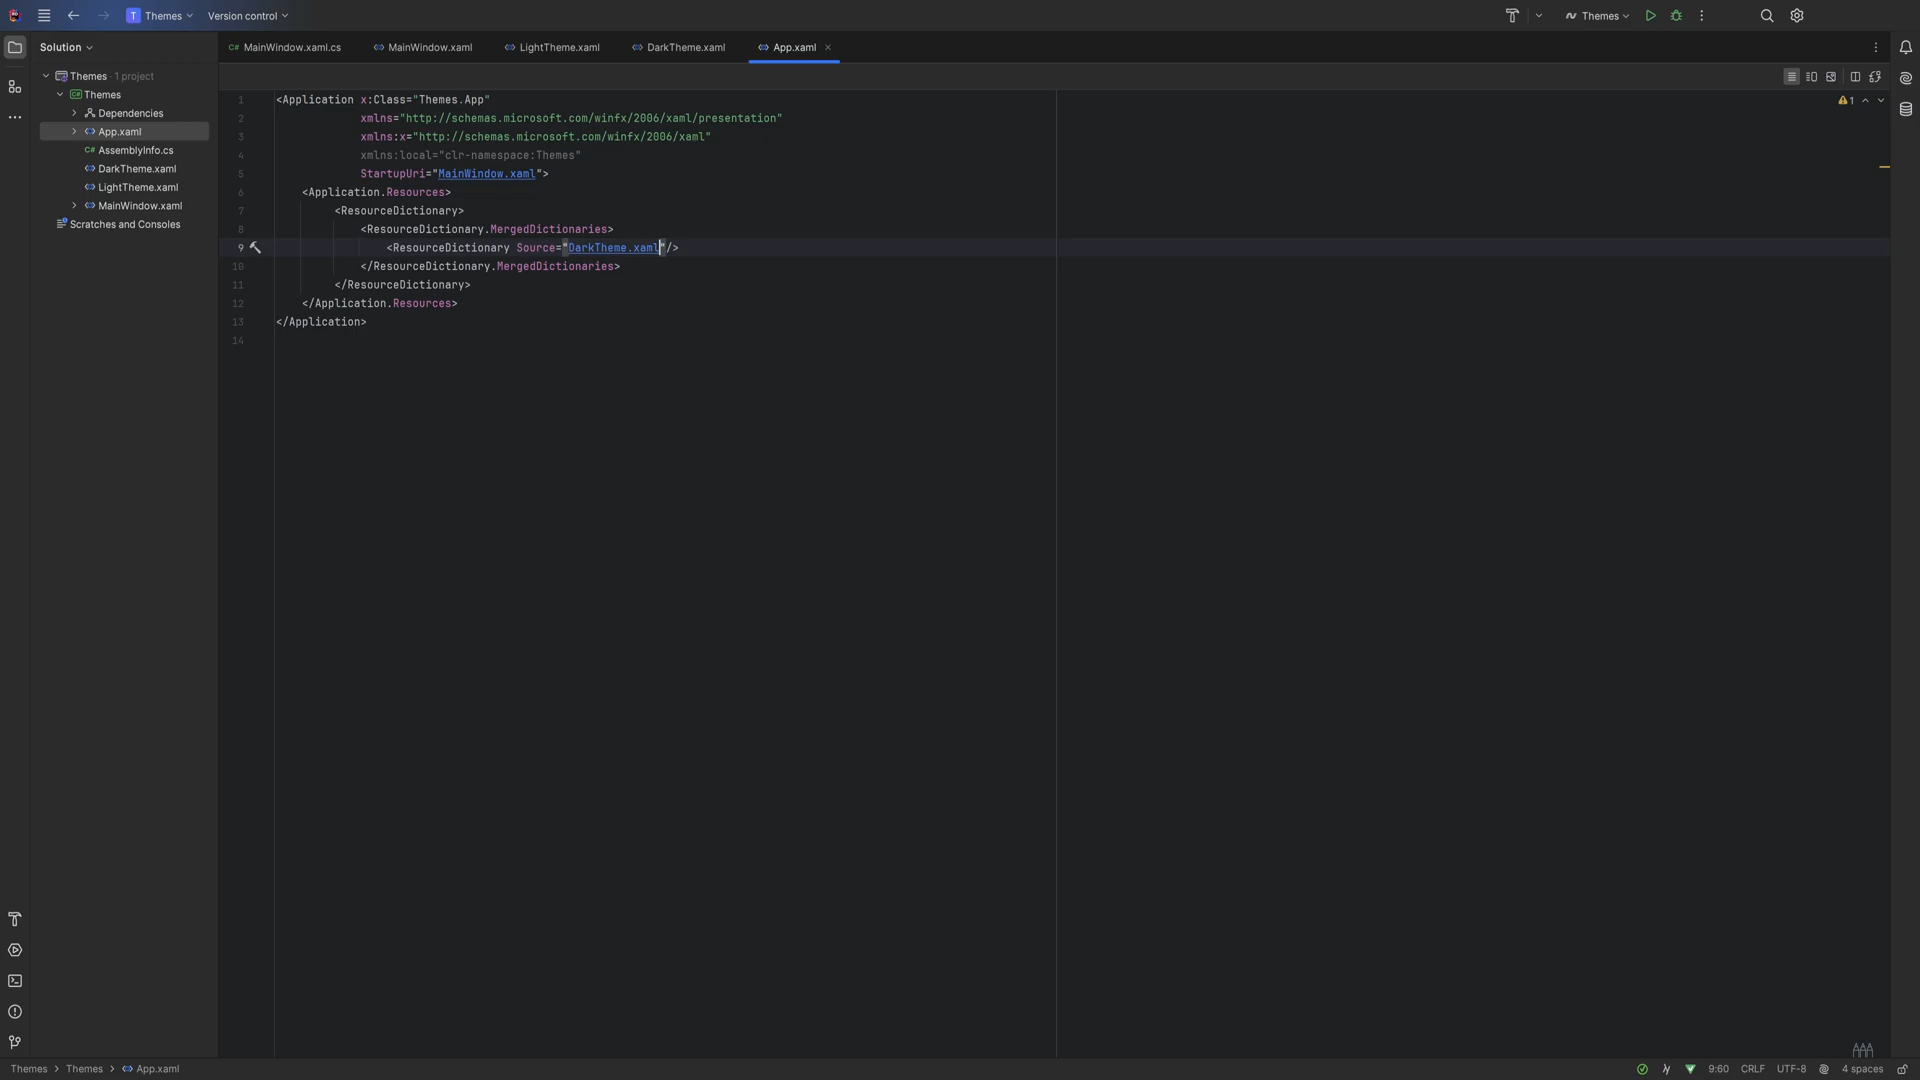 T Themes Version control Themes
Solution MainWindow.xaml.cs MainWindow.xaml LightTheme.xaml DarkTheme.xaml App.xaml
Themes · 1 project
Themes
Dependencies
App.xaml
C# AssemblyInfo.cs
DarkTheme.xaml
LightTheme.xaml
MainWindow.xaml
Scratches and Consoles
1 <Application x:Class="Themes.App"
2 xmlns="http://schemas.microsoft.com/winfx/2006/xaml/presentation"
3 xmlns:x="http://schemas.microsoft.com/winfx/2006/xaml"
4 xmlns:local="clr-namespace:Themes"
5 StartupUri="MainWindow.xaml">
6 <Application.Resources>
7 <ResourceDictionary>
8 <ResourceDictionary.MergedDictionaries>
9 <ResourceDictionary Source="DarkTheme.xaml"/>
10 </ResourceDictionary.MergedDictionaries>
11 </ResourceDictionary>
12 </Application.Resources>
13 </Application>
14
1
Themes > Themes > App.xaml 9:60 CRLF UTF-8 4 spaces